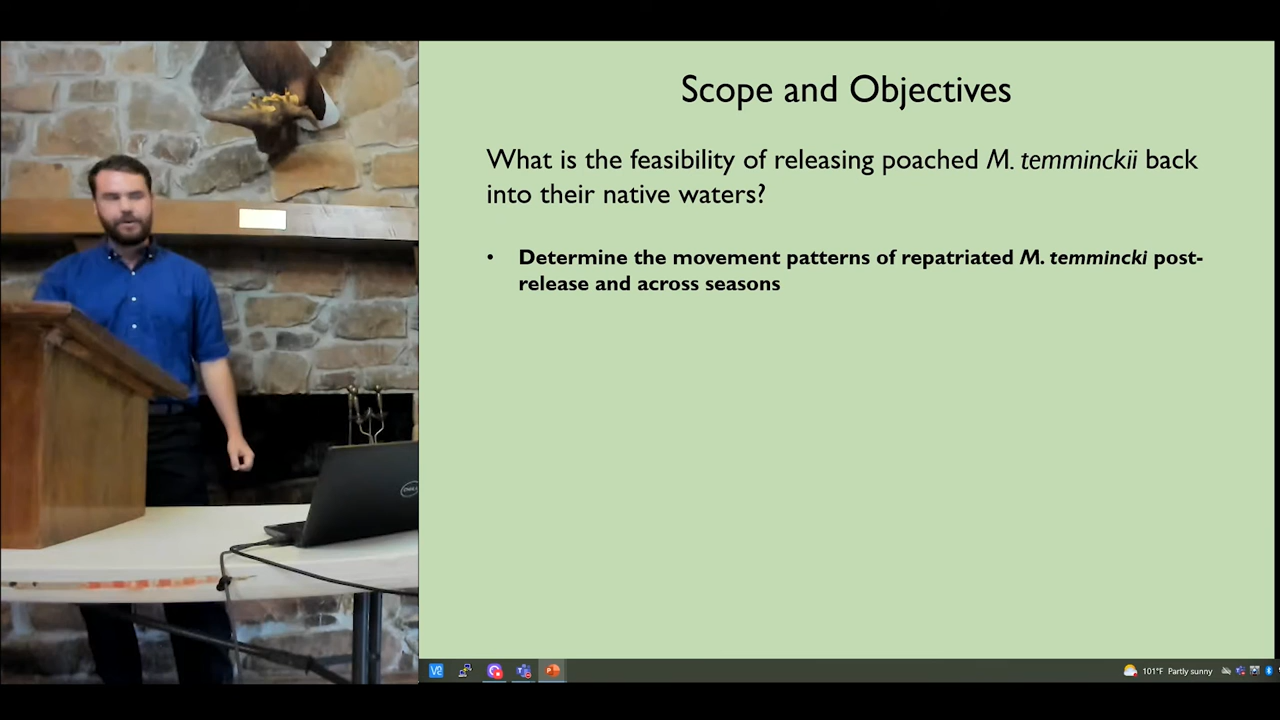 Scope and Objectives
What is the feasibility of releasing poached M. temminckii back
into their native waters?
• Determine the movement patterns of repatriated M. temmincki post-
release and across seasons
DELL
101°F Partly sunny